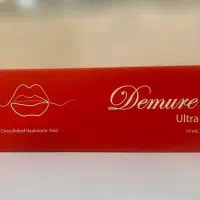 Demure
Ultra
Cross linked Hyaluronic Acid